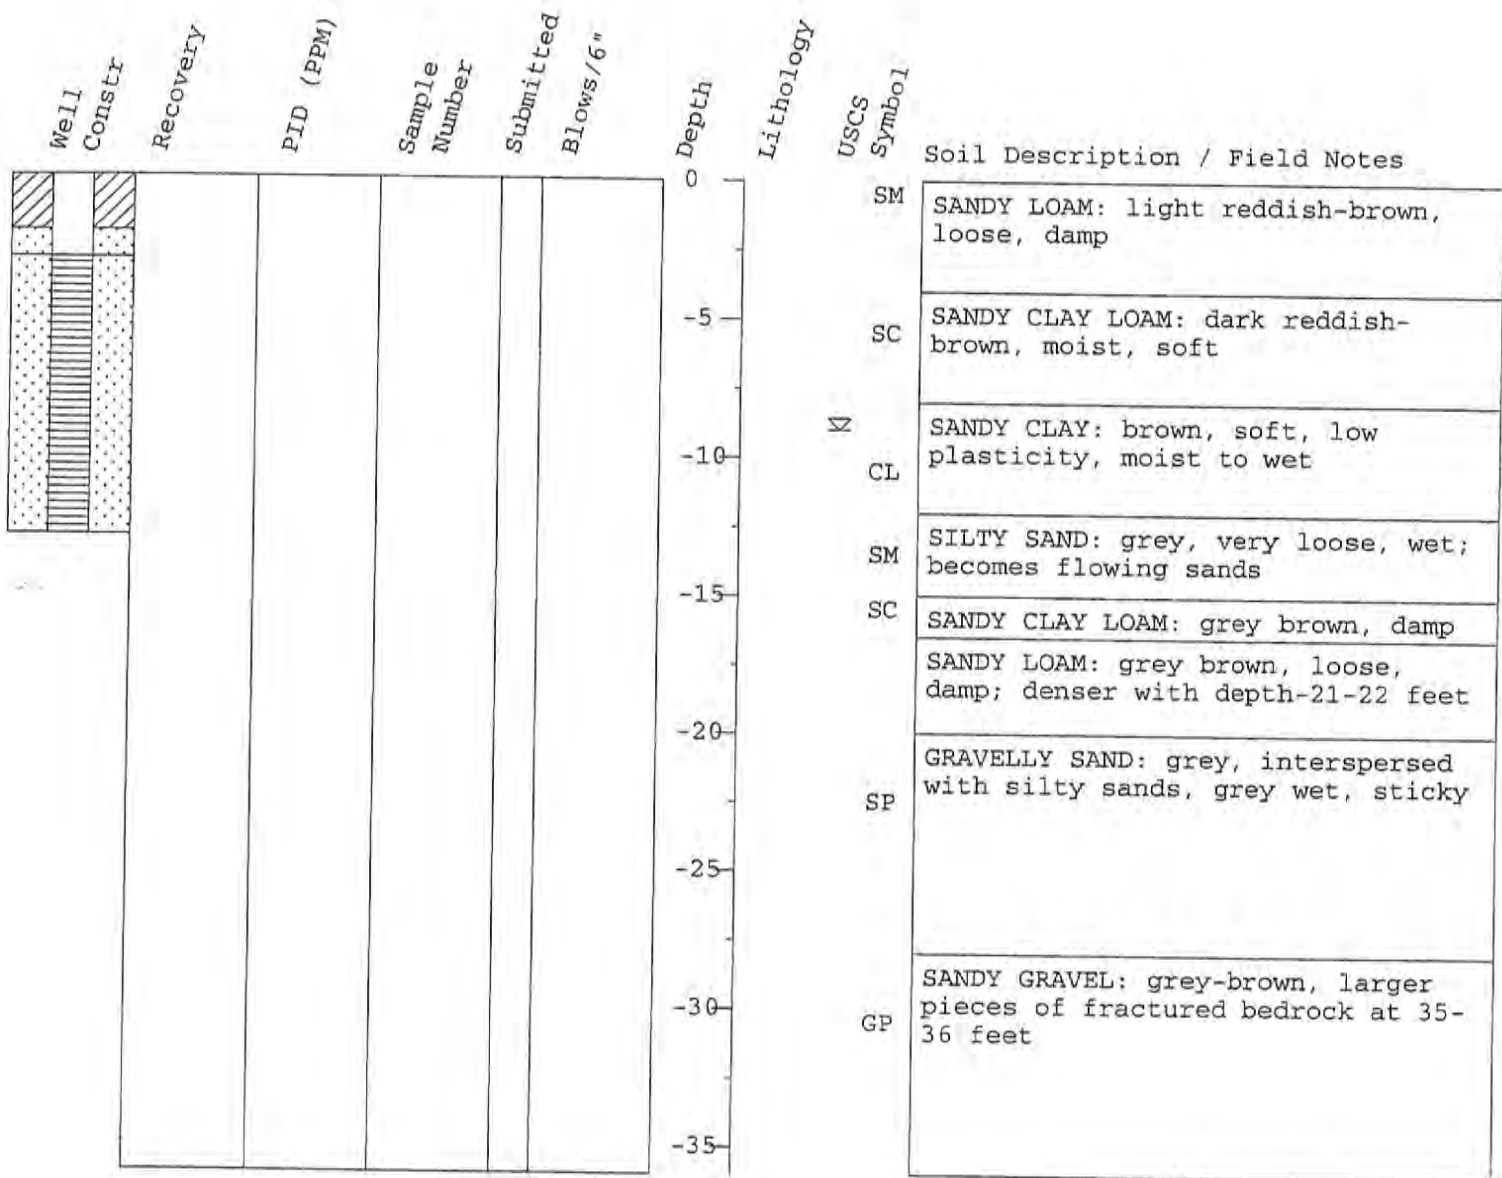 Well
Constr
Recovery
PID (PPM)
Sample
Number
Submitted
Blows/6"
Depth
Lithology
USCS
Symbol
Soil Description / Field Notes
0
SM
SANDY LOAM: light reddish-brown,
loose, damp
-5
SC
SANDY CLAY LOAM: dark reddish-
brown, moist, soft
-10
CL
SANDY CLAY: brown, soft, low
plasticity, moist to wet
SM
SILTY SAND: grey, very loose, wet;
becomes flowing sands
-15
SC
SANDY CLAY LOAM: grey brown, damp
SANDY LOAM: grey brown, loose,
damp; denser with depth-21-22 feet
-20
SP
GRAVELLY SAND: grey, interspersed
with silty sands, grey wet, sticky
-25
-30
GP
SANDY GRAVEL: grey-brown, larger
pieces of fractured bedrock at 35-
36 feet
-35